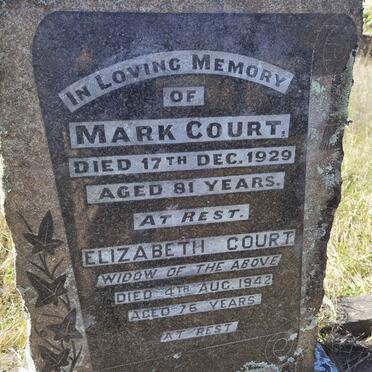 IN LOVING MEMORY
OF
MARK COURT,
DIED 17TH DEC. 1929
AGED 81 YEARS.
AT REST.
ELIZABETH COURT
WIDOW OF THE ABOVE
DIED 4TH AUG. 1942
AGED 76 YEARS
AT REST